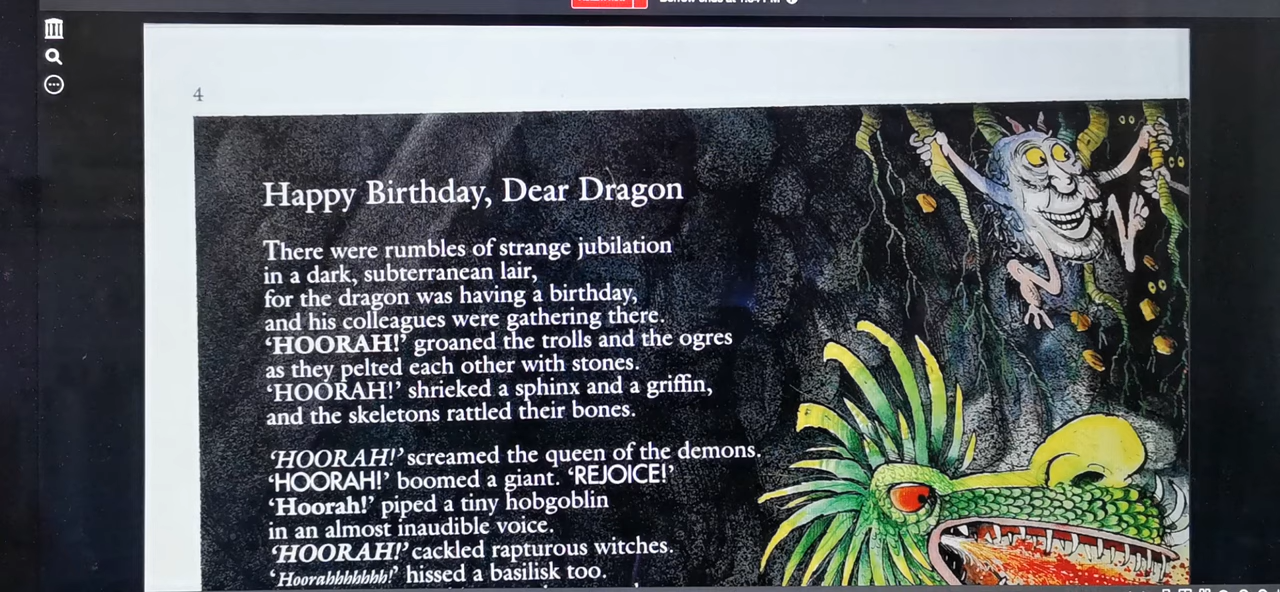 4
Happy Birthday, Dear Dragon
There were rumbles of strange jubilation
in a dark, subterranean lair,
for the dragon was having a birthday,
and his colleagues were gathering there.
‘HOORAH!’ groaned the trolls and the ogres
as they pelted each other with stones.
‘HOORAH!’ shrieked a sphinx and a griffin,
and the skeletons rattled their bones.
‘HOORAH!’ screamed the queen of the demons.
‘HOORAH!’ boomed a giant. ‘REJOICE!’
‘Hoorah!’ piped a tiny hobgoblin
in an almost inaudible voice.
‘HOORAH!’ cackled rapturous witches.
‘Hoorahhhhhhh!’ hissed a basilisk too.